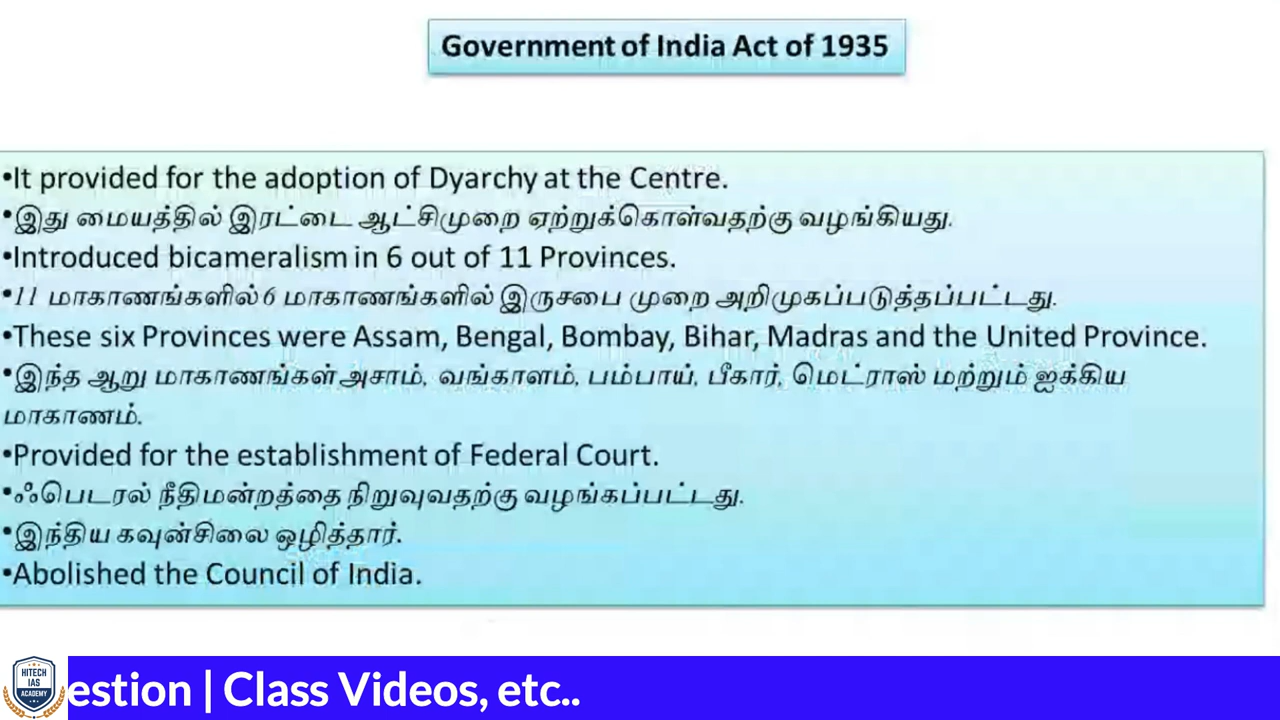 Government of India Act of 1935
•It provided for the adoption of Dyarchy at the Centre.
•இது மையத்தில் இரட்டை ஆட்சிமுறை ஏற்றுக்கொள்வதற்கு வழங்கியது.
•Introduced bicameralism in 6 out of 11 Provinces.
•11 மாகாணங்களில் 6 மாகாணங்களில் இருசபை முறை அறிமுகப்படுத்தப்பட்டது.
•These six Provinces were Assam, Bengal, Bombay, Bihar, Madras and the United Province.
•இந்த ஆறு மாகாணங்கள் அசாம், வங்காளம், பம்பாய், பீகார், மெட்ராஸ் மற்றும் ஐக்கிய
மாகாணம்.
•Provided for the establishment of Federal Court.
•ஃபெடரல் நீதிமன்றத்தை நிறுவுவதற்கு வழங்கப்பட்டது.
•இந்திய கவுன்சிலை ஒழித்தார்.
•Abolished the Council of India.
HITECH
IAS
ACADEMY
estion | Class Videos, etc..